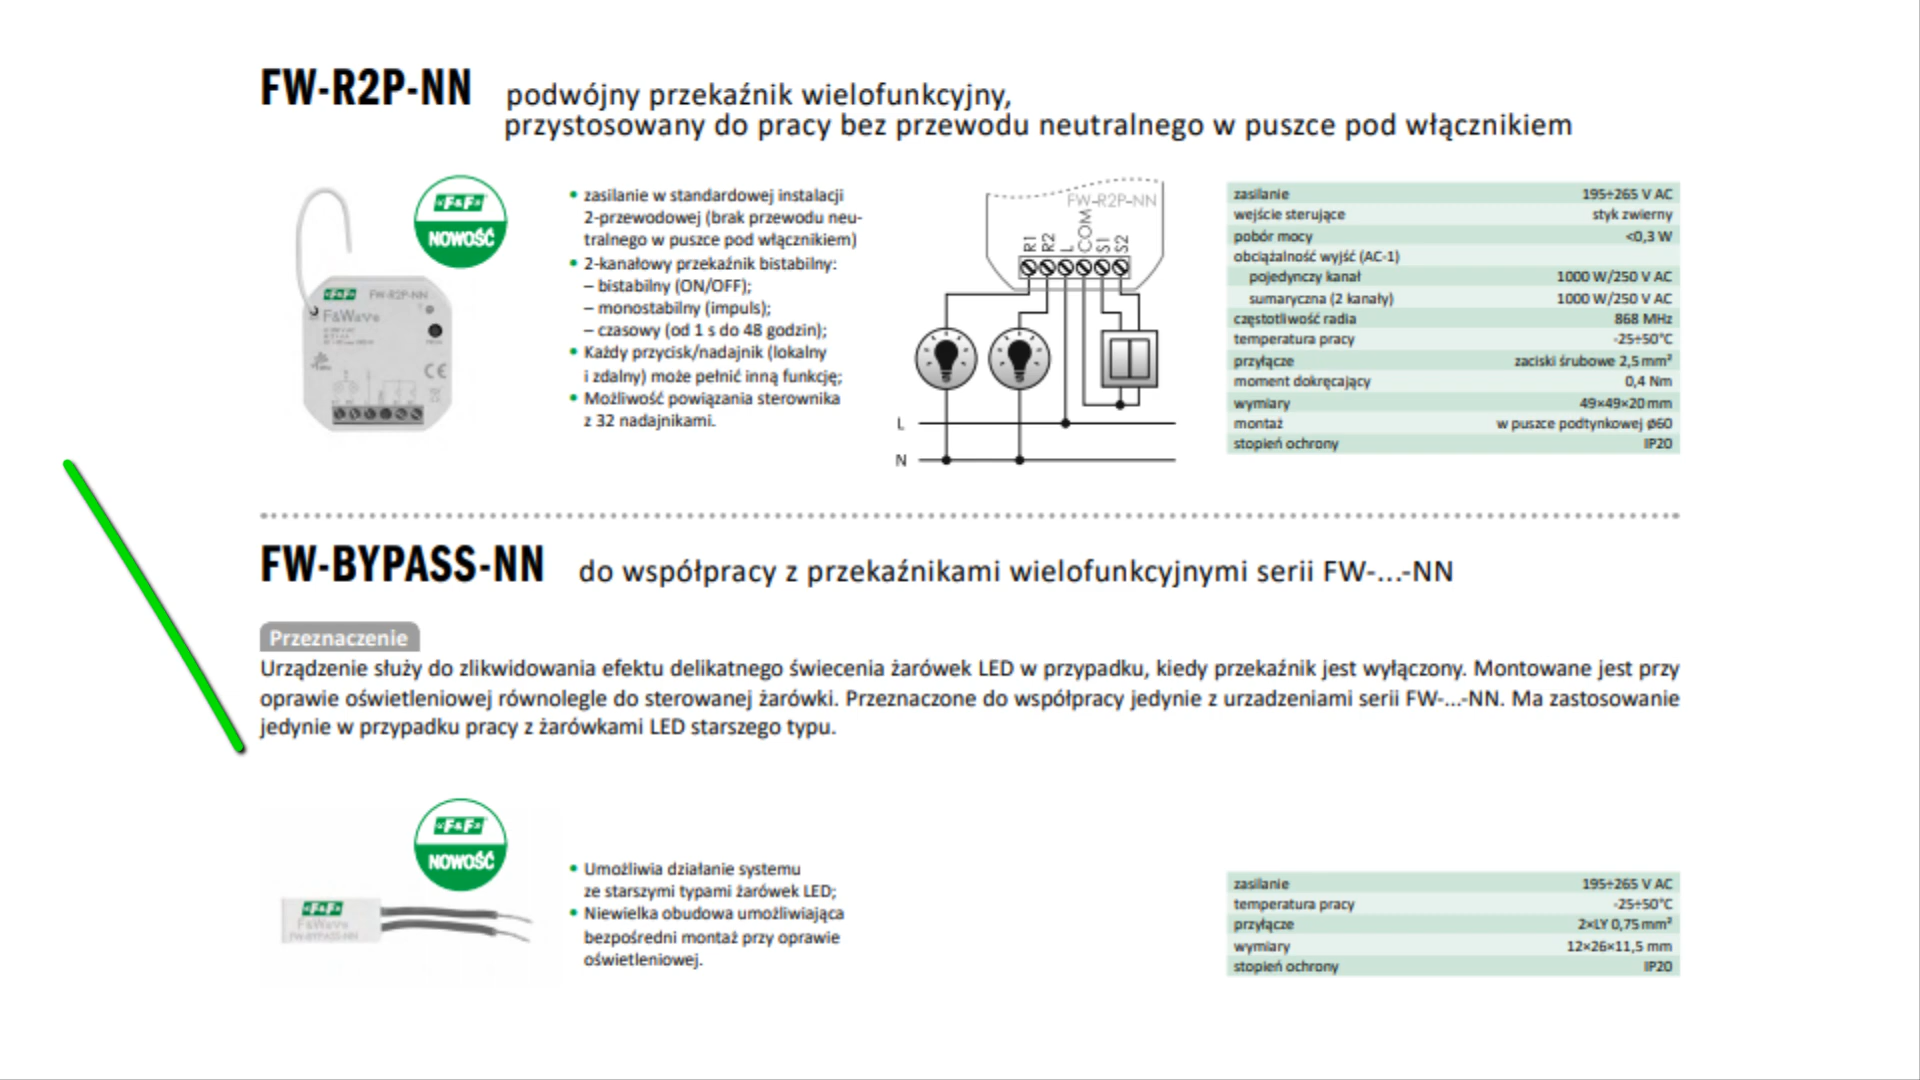 FW-R2P-NN podwójny przekaźnik wielofunkcyjny,
przystosowany do pracy bez przewodu neutralnego w puszce pod włącznikiem
F&F
NOWOŚĆ
F&F FW-R2P-NN
F&Wave
• zasilanie w standardowej instalacji
2-przewodowej (brak przewodu neu-
tralnego w puszce pod włącznikiem)
• 2-kanałowy przekaźnik bistabilny:
– bistabilny (ON/OFF);
– monostabilny (impuls);
– czasowy (od 1 s do 48 godzin);
• Każdy przycisk/nadajnik (lokalny
i zdalny) może pełnić inną funkcję;
• Możliwość powiązania sterownika
z 32 nadajnikami.
FW-R2P-NN
R1 R2 L COM S1 S2
L
N
zasilanie 195÷265 V AC
wejście sterujące styk zwierny
pobór mocy <0,3 W
obciążalność wyjść (AC-1)
pojedynczy kanał 1000 W/250 V AC
sumaryczna (2 kanały) 1000 W/250 V AC
częstotliwość radia 868 MHz
temperatura pracy -25÷50°C
przyłącze zaciski śrubowe 2,5 mm²
moment dokręcający 0,4 Nm
wymiary 49×49×20 mm
montaż w puszce podtynkowej ø60
stopień ochrony IP20
FW-BYPASS-NN do współpracy z przekaźnikami wielofunkcyjnymi serii FW-...-NN
Przeznaczenie
Urządzenie służy do zlikwidowania efektu delikatnego świecenia żarówek LED w przypadku, kiedy przekaźnik jest wyłączony. Montowane jest przy
oprawie oświetleniowej równolegle do sterowanej żarówki. Przeznaczone do współpracy jedynie z urzadzeniami serii FW-...-NN. Ma zastosowanie
jedynie w przypadku pracy z żarówkami LED starszego typu.
F&F
NOWOŚĆ
F&F
F&Wave
FW-BYPASS-NN
• Umożliwia działanie systemu
ze starszymi typami żarówek LED;
• Niewielka obudowa umożliwiająca
bezpośredni montaż przy oprawie
oświetleniowej.
zasilanie 195÷265 V AC
temperatura pracy -25÷50°C
przyłącze 2×LY 0,75 mm²
wymiary 12×26×11,5 mm
stopień ochrony IP20